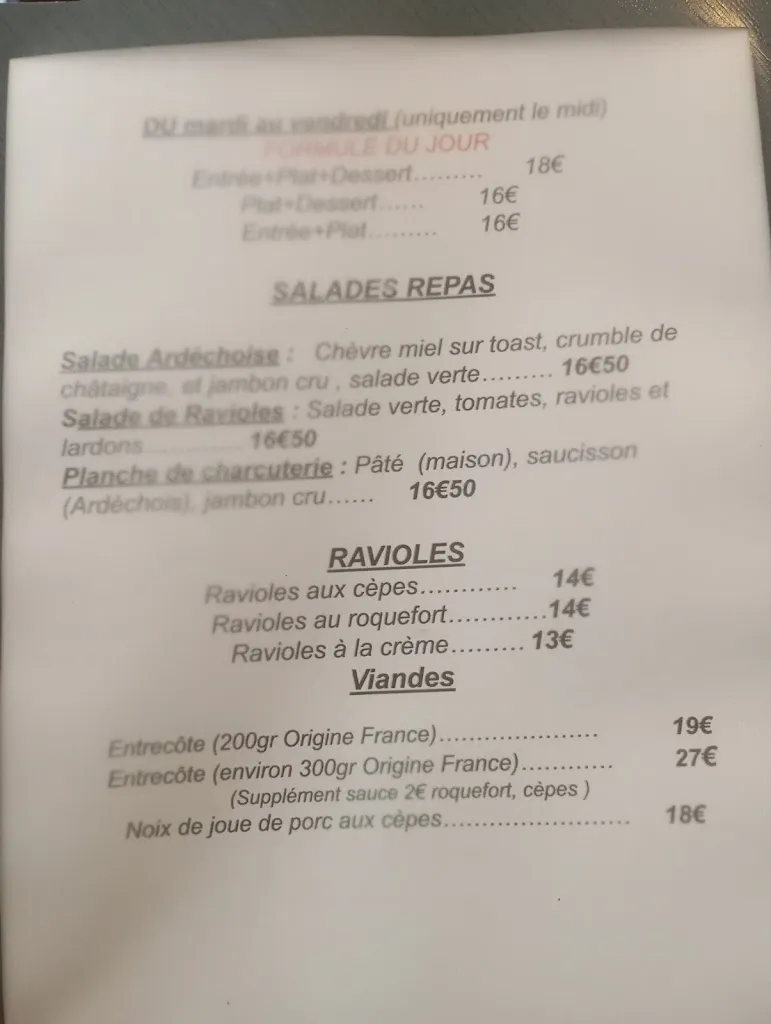 DU mardi au vendredi (uniquement le midi)
FORMULE DU JOUR
Entrée+Plat+Dessert......... 18€
Plat+Dessert...... 16€
Entrée+Plat......... 16€
SALADES REPAS
Salade Ardéchoise : Chèvre miel sur toast, crumble de
châtaigne, et jambon cru , salade verte......... 16€50
Salade de Ravioles : Salade verte, tomates, ravioles et
lardons.................. 16€50
Planche de charcuterie : Pâté (maison), saucisson
(Ardéchois), jambon cru...... 16€50
RAVIOLES
Ravioles aux cèpes............ 14€
Ravioles au roquefort............14€
Ravioles à la crème......... 13€
Viandes
Entrecôte (200gr Origine France)..................... 19€
Entrecôte (environ 300gr Origine France)............ 27€
(Supplément sauce 2€ roquefort, cèpes )
Noix de joue de porc aux cèpes........................ 18€